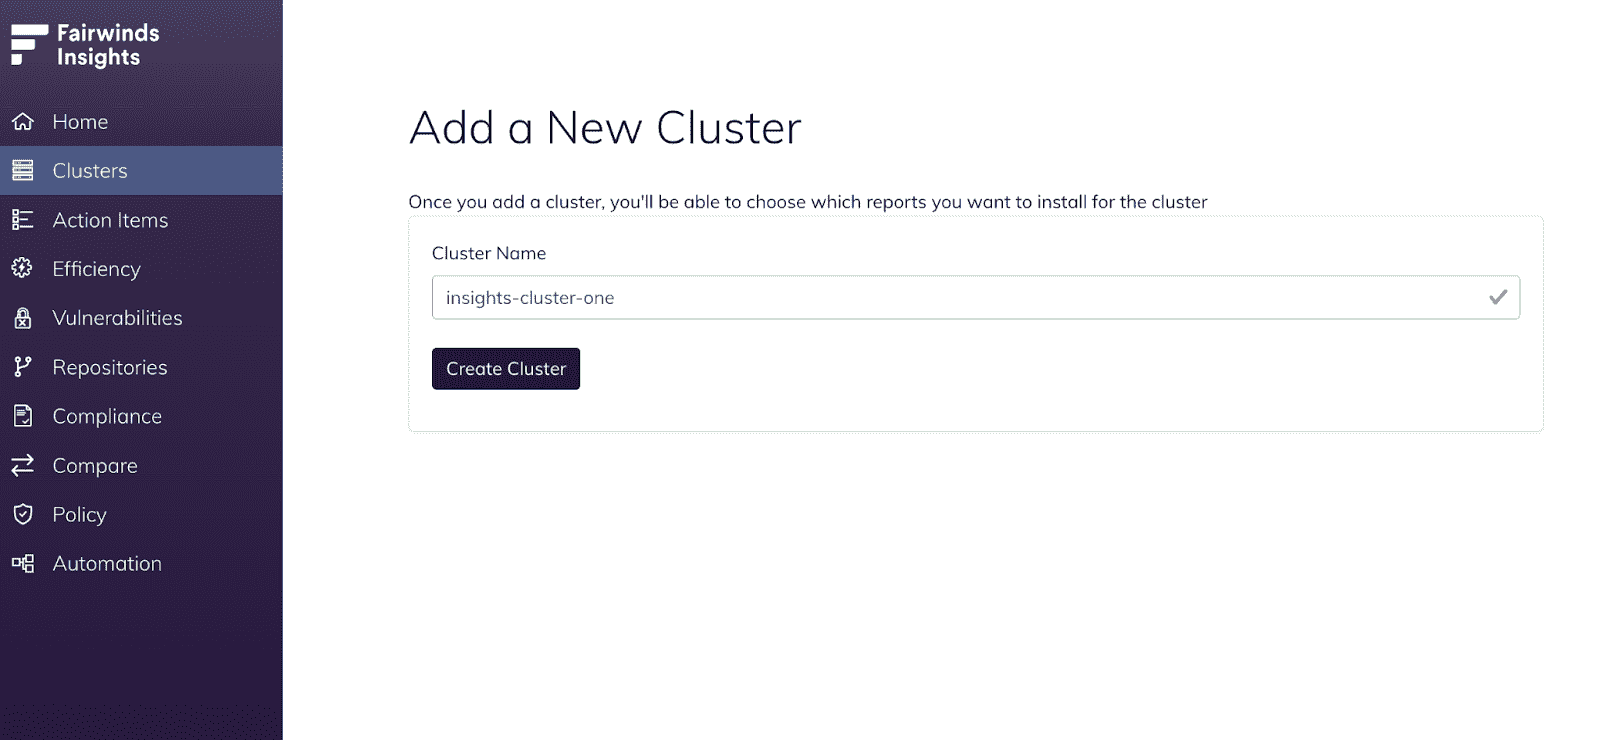 Fairwinds
Insights
Home
Clusters
Action Items
Efficiency
Vulnerabilities
Repositories
Compliance
Compare
Policy
Automation
Add a New Cluster
Once you add a cluster, you'll be able to choose which reports you want to install for the cluster
Cluster Name
insights-cluster-one
Create Cluster